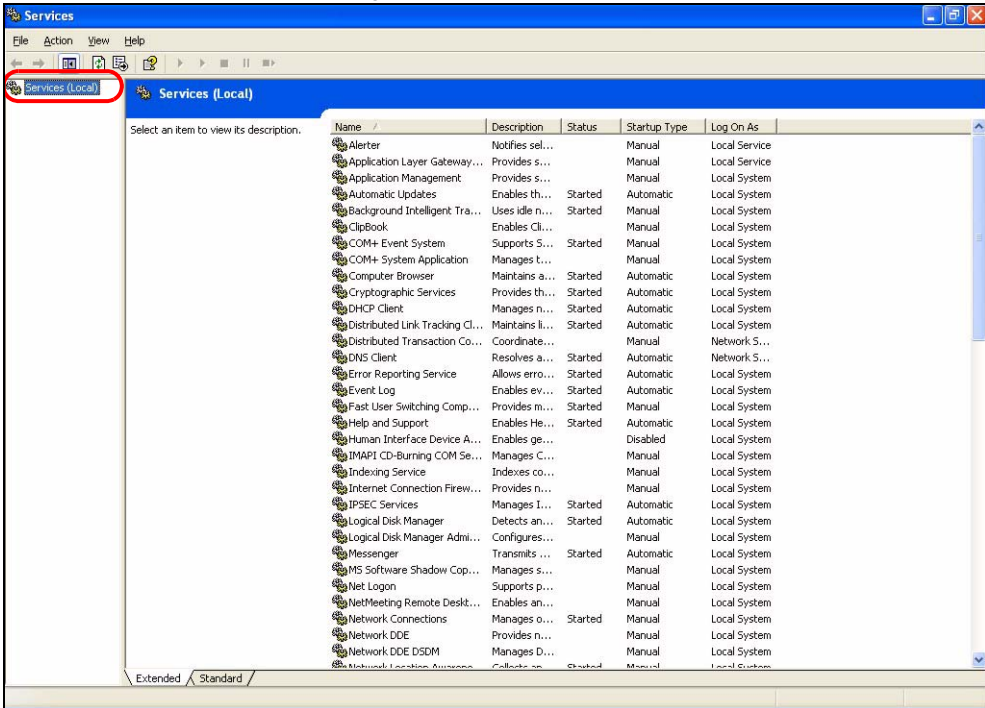 Services
File Action View Help
Services (Local)
Services (Local)
Select an item to view its description.
Name Description Status Startup Type Log On As
Alerter Notifies sel... Manual Local Service
Application Layer Gateway... Provides s... Manual Local Service
Application Management Provides s... Manual Local System
Automatic Updates Enables th... Started Automatic Local System
Background Intelligent Tra... Uses idle n... Started Manual Local System
ClipBook Enables Cli... Manual Local System
COM+ Event System Supports S... Started Manual Local System
COM+ System Application Manages t... Manual Local System
Computer Browser Maintains a... Started Automatic Local System
Cryptographic Services Provides th... Started Automatic Local System
DHCP Client Manages n... Started Automatic Local System
Distributed Link Tracking Cl... Maintains li... Started Automatic Local System
Distributed Transaction Co... Coordinate... Manual Network S...
DNS Client Resolves a... Started Automatic Network S...
Error Reporting Service Allows erro... Started Automatic Local System
Event Log Enables ev... Started Automatic Local System
Fast User Switching Comp... Provides m... Started Manual Local System
Help and Support Enables He... Started Automatic Local System
Human Interface Device A... Enables ge... Disabled Local System
IMAPI CD-Burning COM Se... Manages C... Manual Local System
Indexing Service Indexes co... Manual Local System
Internet Connection Firew... Provides n... Manual Local System
IPSEC Services Manages I... Started Automatic Local System
Logical Disk Manager Detects an... Started Automatic Local System
Logical Disk Manager Admi... Configures... Manual Local System
Messenger Transmits ... Started Automatic Local System
MS Software Shadow Cop... Manages s... Manual Local System
Net Logon Supports p... Manual Local System
NetMeeting Remote Deskt... Enables an... Manual Local System
Network Connections Manages o... Started Manual Local System
Network DDE Provides n... Manual Local System
Network DDE DSDM Manages D... Manual Local System
Network Location Awarene... Collects an... Started Manual Local System
Extended Standard